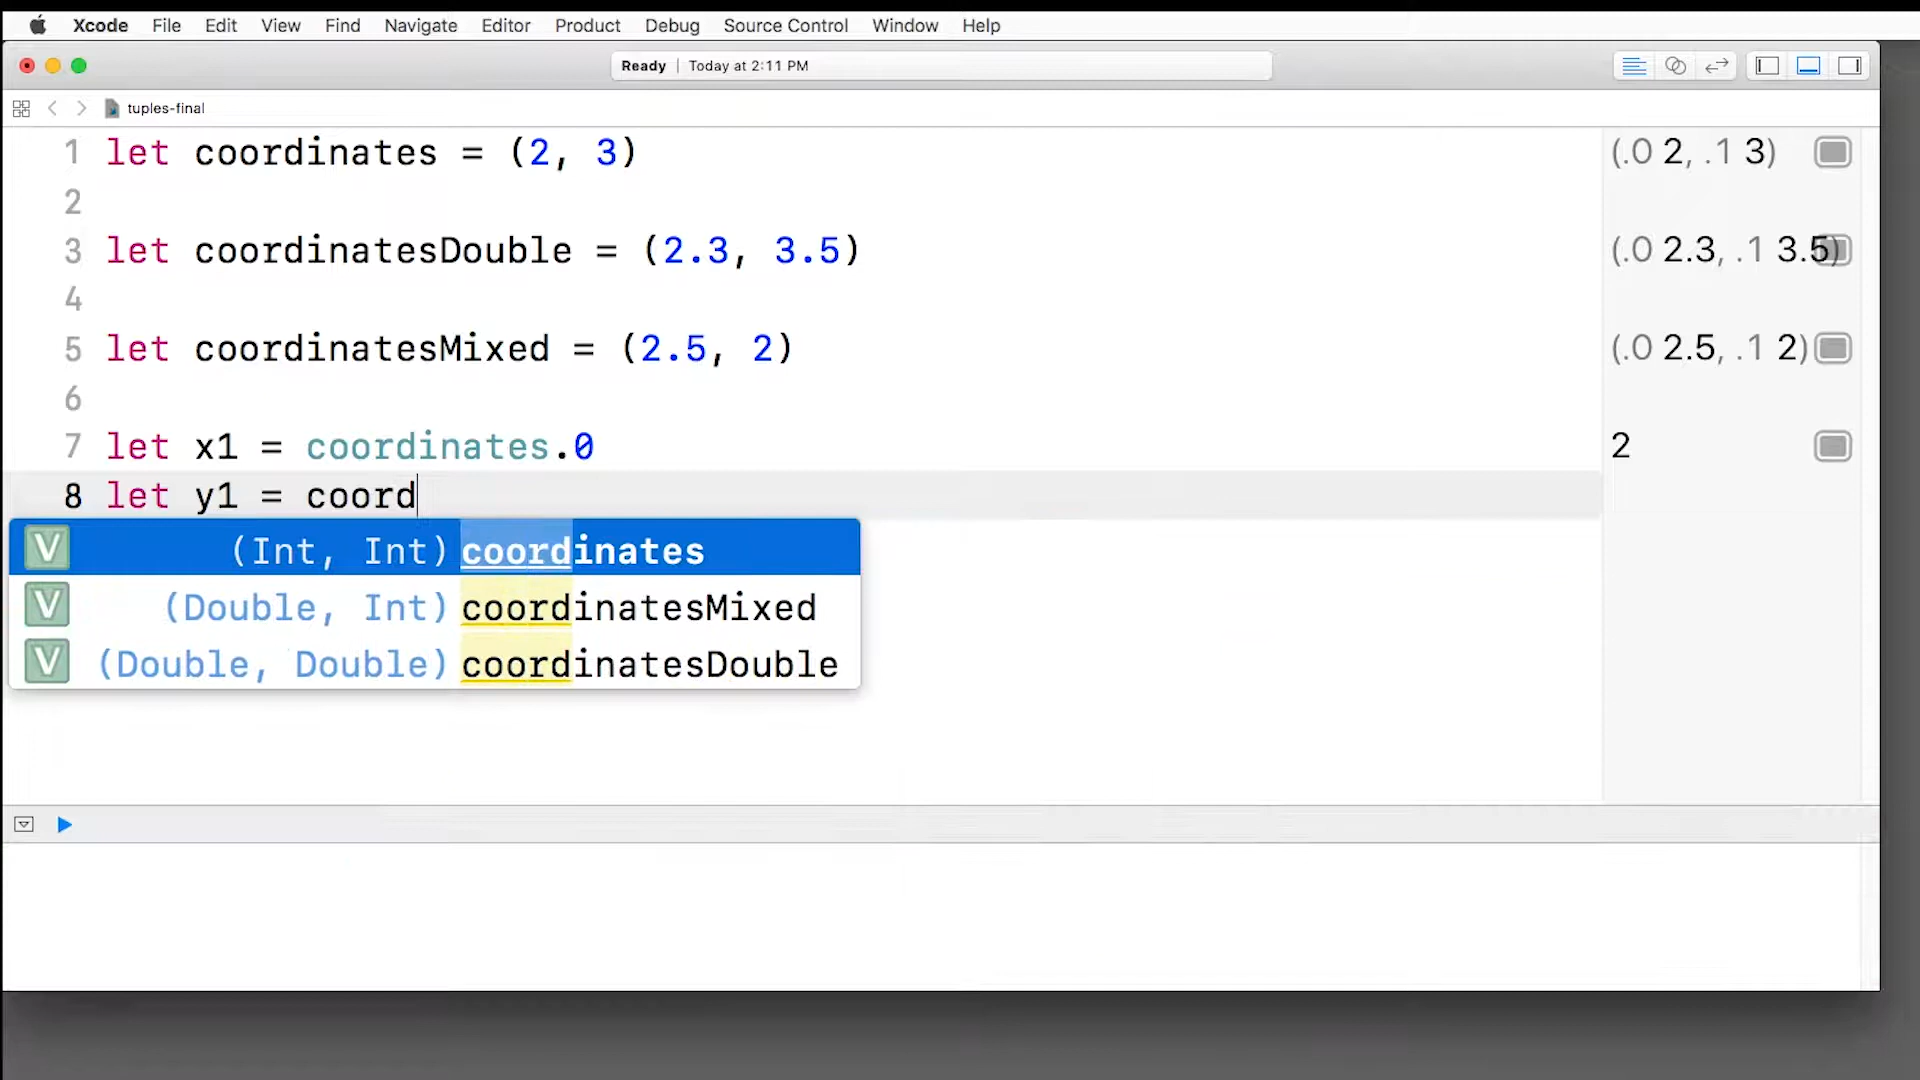 Xcode File Edit View Find Navigate Editor Product Debug Source Control Window Help
Ready | Today at 2:11 PM
tuples-final
1 let coordinates = (2, 3) (.0 2, .1 3)
2
3 let coordinatesDouble = (2.3, 3.5) (.0 2.3, .1 3.5)
4
5 let coordinatesMixed = (2.5, 2) (.0 2.5, .1 2)
6
7 let x1 = coordinates.0 2
8 let y1 = coord
V (Int, Int) coordinates
V (Double, Int) coordinatesMixed
V (Double, Double) coordinatesDouble